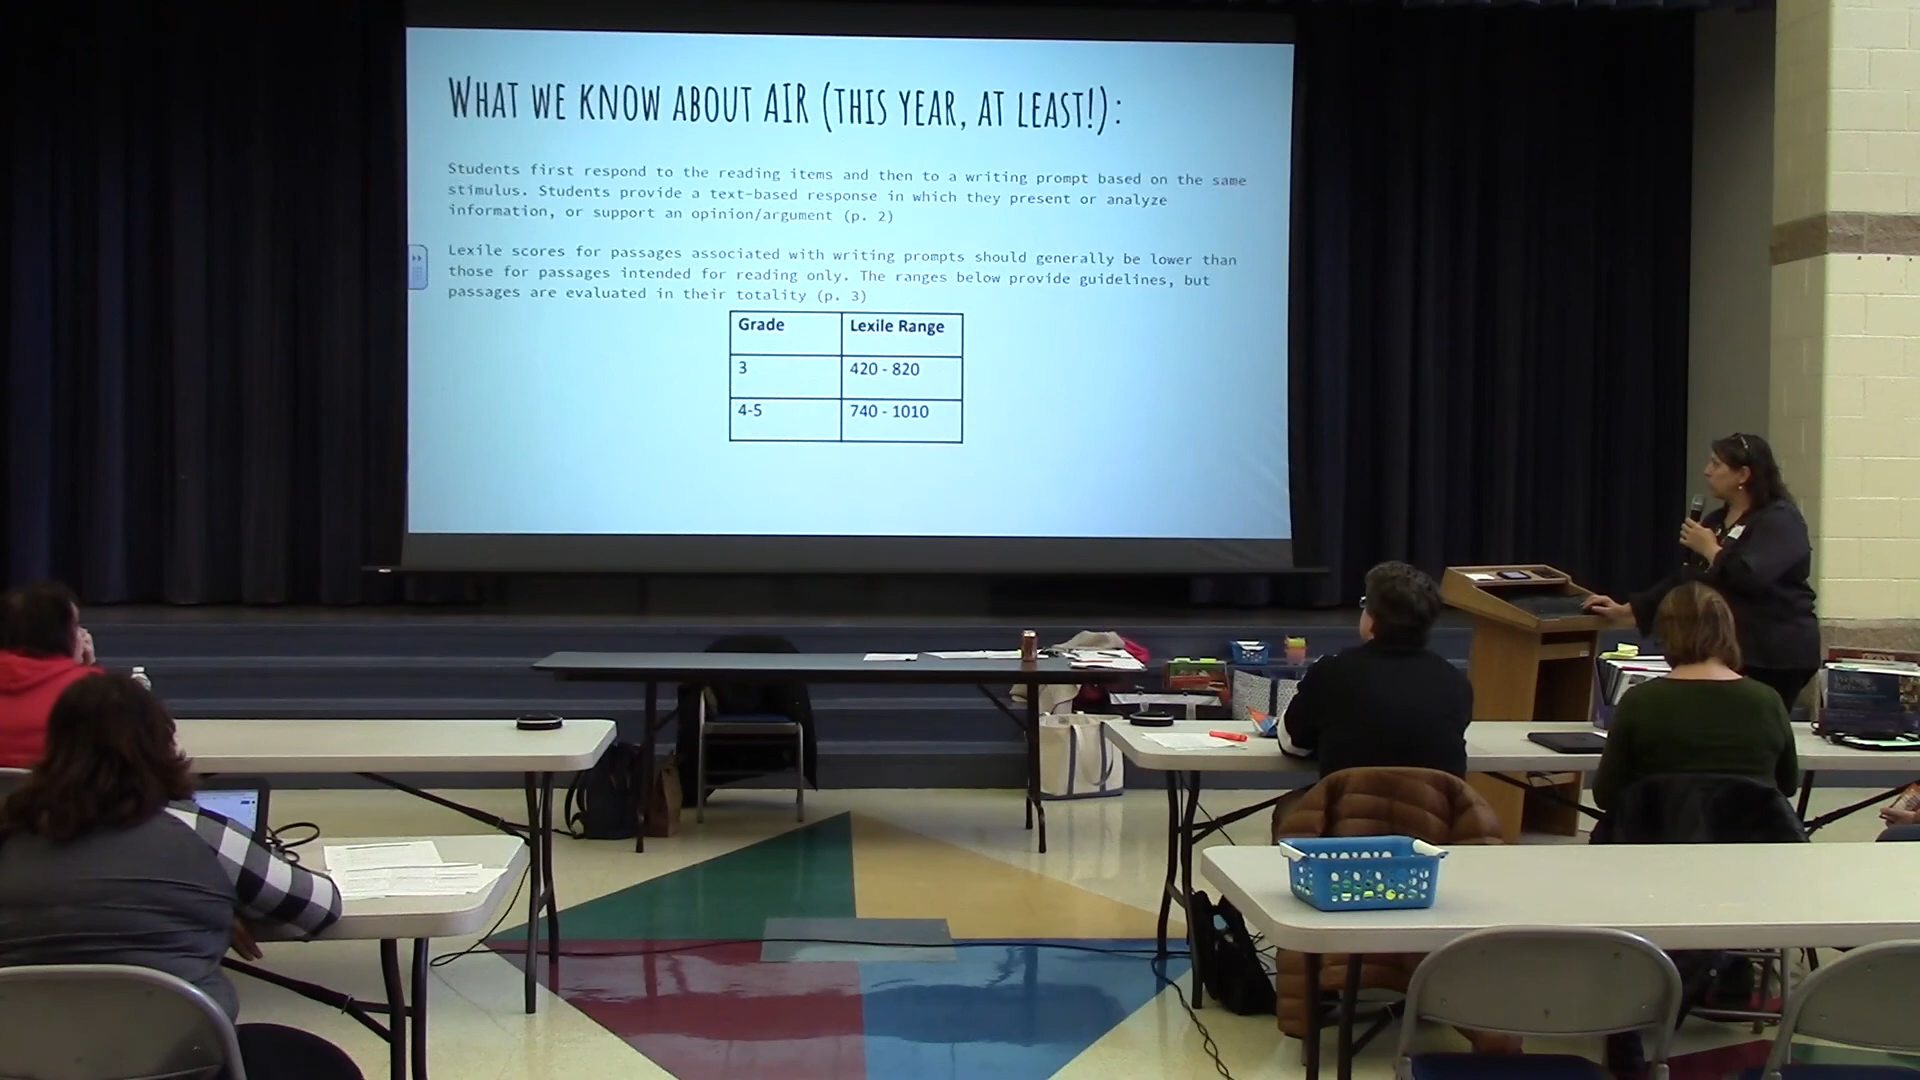 WHAT WE KNOW ABOUT AIR (THIS YEAR, AT LEAST!):
Students first respond to the reading items and then to a writing prompt based on the same
stimulus. Students provide a text-based response in which they present or analyze
information, or support an opinion/argument (p. 2)
Lexile scores for passages associated with writing prompts should generally be lower than
those for passages intended for reading only. The ranges below provide guidelines, but
passages are evaluated in their totality (p. 3)
Grade Lexile Range
3 420 - 820
4-5 740 - 1010